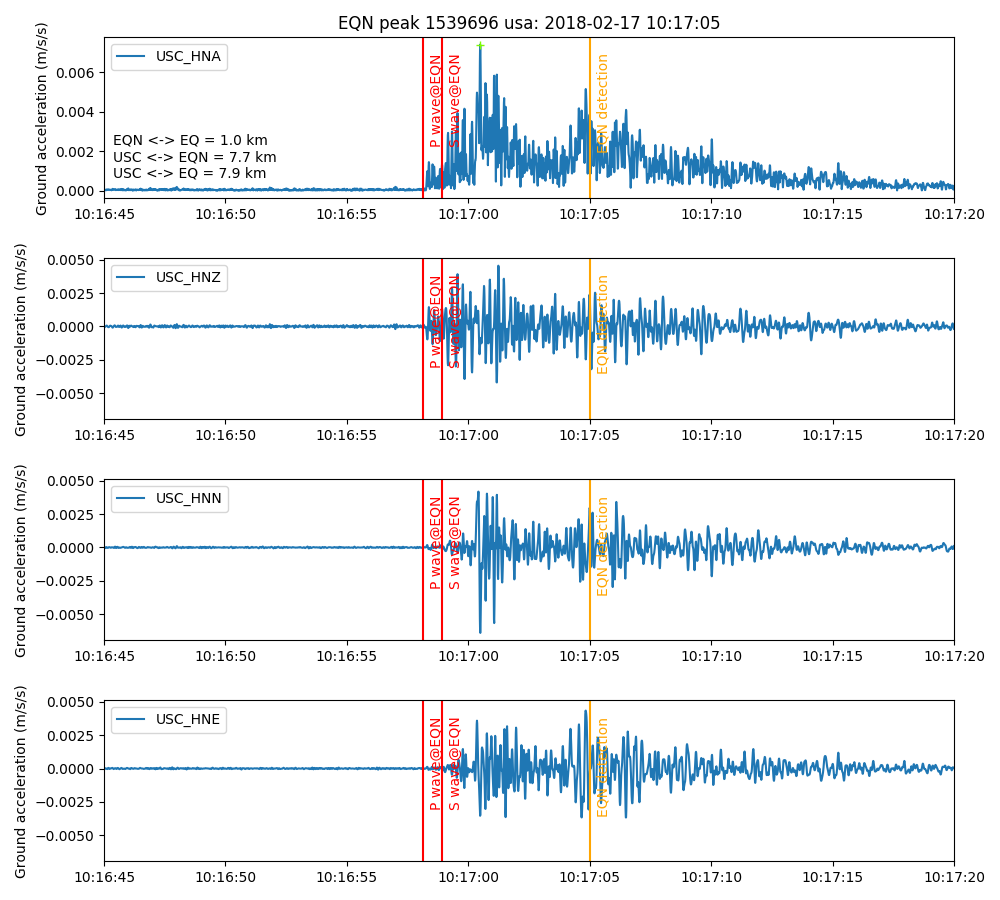 EQN peak 1539696 usa: 2018-02-17 10:17:05
Ground acceleration (m/s/s)
0.006
0.004
0.002
0.000
USC_HNA
P wave@EQN
S wave@EQN
EQN detection
EQN <-> EQ = 1.0 km
USC <-> EQN = 7.7 km
USC <-> EQ = 7.9 km
10:16:45 10:16:50 10:16:55 10:17:00 10:17:05 10:17:10 10:17:15 10:17:20
Ground acceleration (m/s/s)
0.0050
0.0025
0.0000
−0.0025
−0.0050
USC_HNZ
P wave@EQN
S wave@EQN
EQN detection
10:16:45 10:16:50 10:16:55 10:17:00 10:17:05 10:17:10 10:17:15 10:17:20
Ground acceleration (m/s/s)
0.0050
0.0025
0.0000
−0.0025
−0.0050
USC_HNN
P wave@EQN
S wave@EQN
EQN detection
10:16:45 10:16:50 10:16:55 10:17:00 10:17:05 10:17:10 10:17:15 10:17:20
Ground acceleration (m/s/s)
0.0050
0.0025
0.0000
−0.0025
−0.0050
USC_HNE
P wave@EQN
S wave@EQN
EQN detection
10:16:45 10:16:50 10:16:55 10:17:00 10:17:05 10:17:10 10:17:15 10:17:20